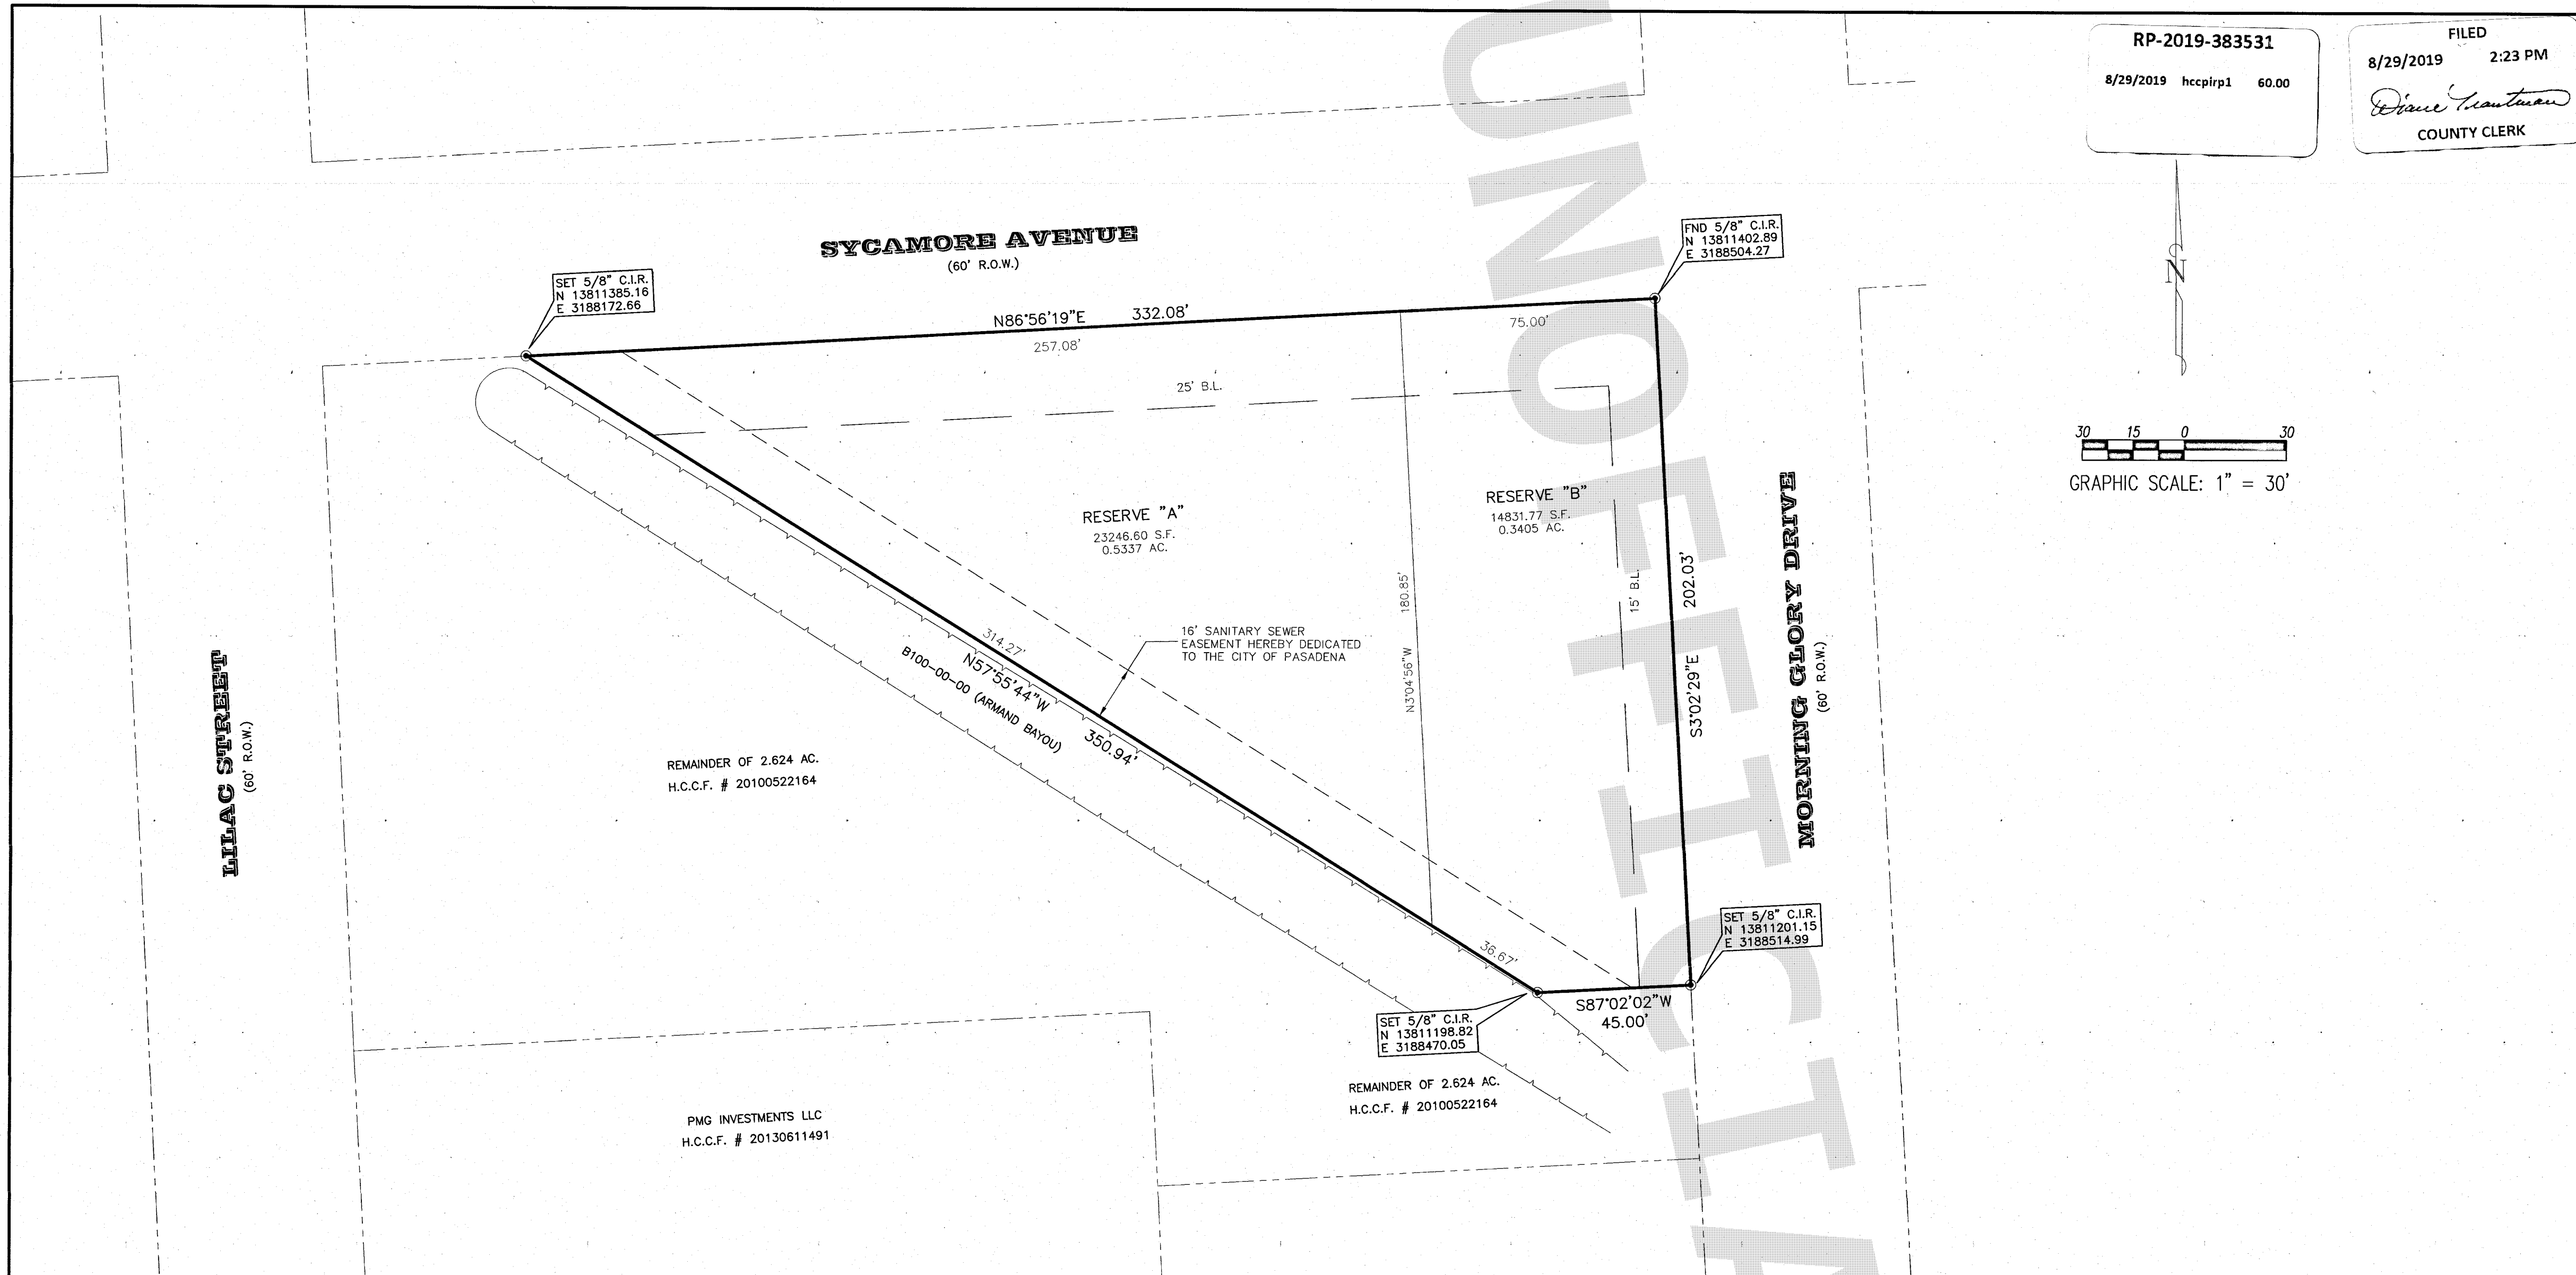 RP-2019-383531
8/29/2019 hccpirp1 60.00
FILED
8/29/2019 2:23 PM
Diane Trautman
COUNTY CLERK
N
30 15 0 30
GRAPHIC SCALE: 1" = 30'
SYCAMORE AVENUE
(60' R.O.W.)
SET 5/8" C.I.R.
N 13811385.16
E 3188172.66
FND 5/8" C.I.R.
N 13811402.89
E 3188504.27
N86°56'19"E 332.08'
257.08'
75.00'
25' B.L.
RESERVE "A"
23246.60 S.F.
0.5337 AC.
RESERVE "B"
14831.77 S.F.
0.3405 AC.
N3°04'56"W 180.85'
15' B.L.
S3°02'29"E 202.03'
MORNING GLORY DRIVE
(60' R.O.W.)
16' SANITARY SEWER
EASEMENT HEREBY DEDICATED
TO THE CITY OF PASADENA
314.27'
N57°55'44"W 350.94'
B100-00-00 (ARMAND BAYOU)
36.67'
LILAC STREET
(60' R.O.W.)
REMAINDER OF 2.624 AC.
H.C.C.F. # 20100522164
SET 5/8" C.I.R.
N 13811201.15
E 3188514.99
S87°02'02"W
45.00'
SET 5/8" C.I.R.
N 13811198.82
E 3188470.05
REMAINDER OF 2.624 AC.
H.C.C.F. # 20100522164
PMG INVESTMENTS LLC
H.C.C.F. # 20130611491
UNOFFICIA